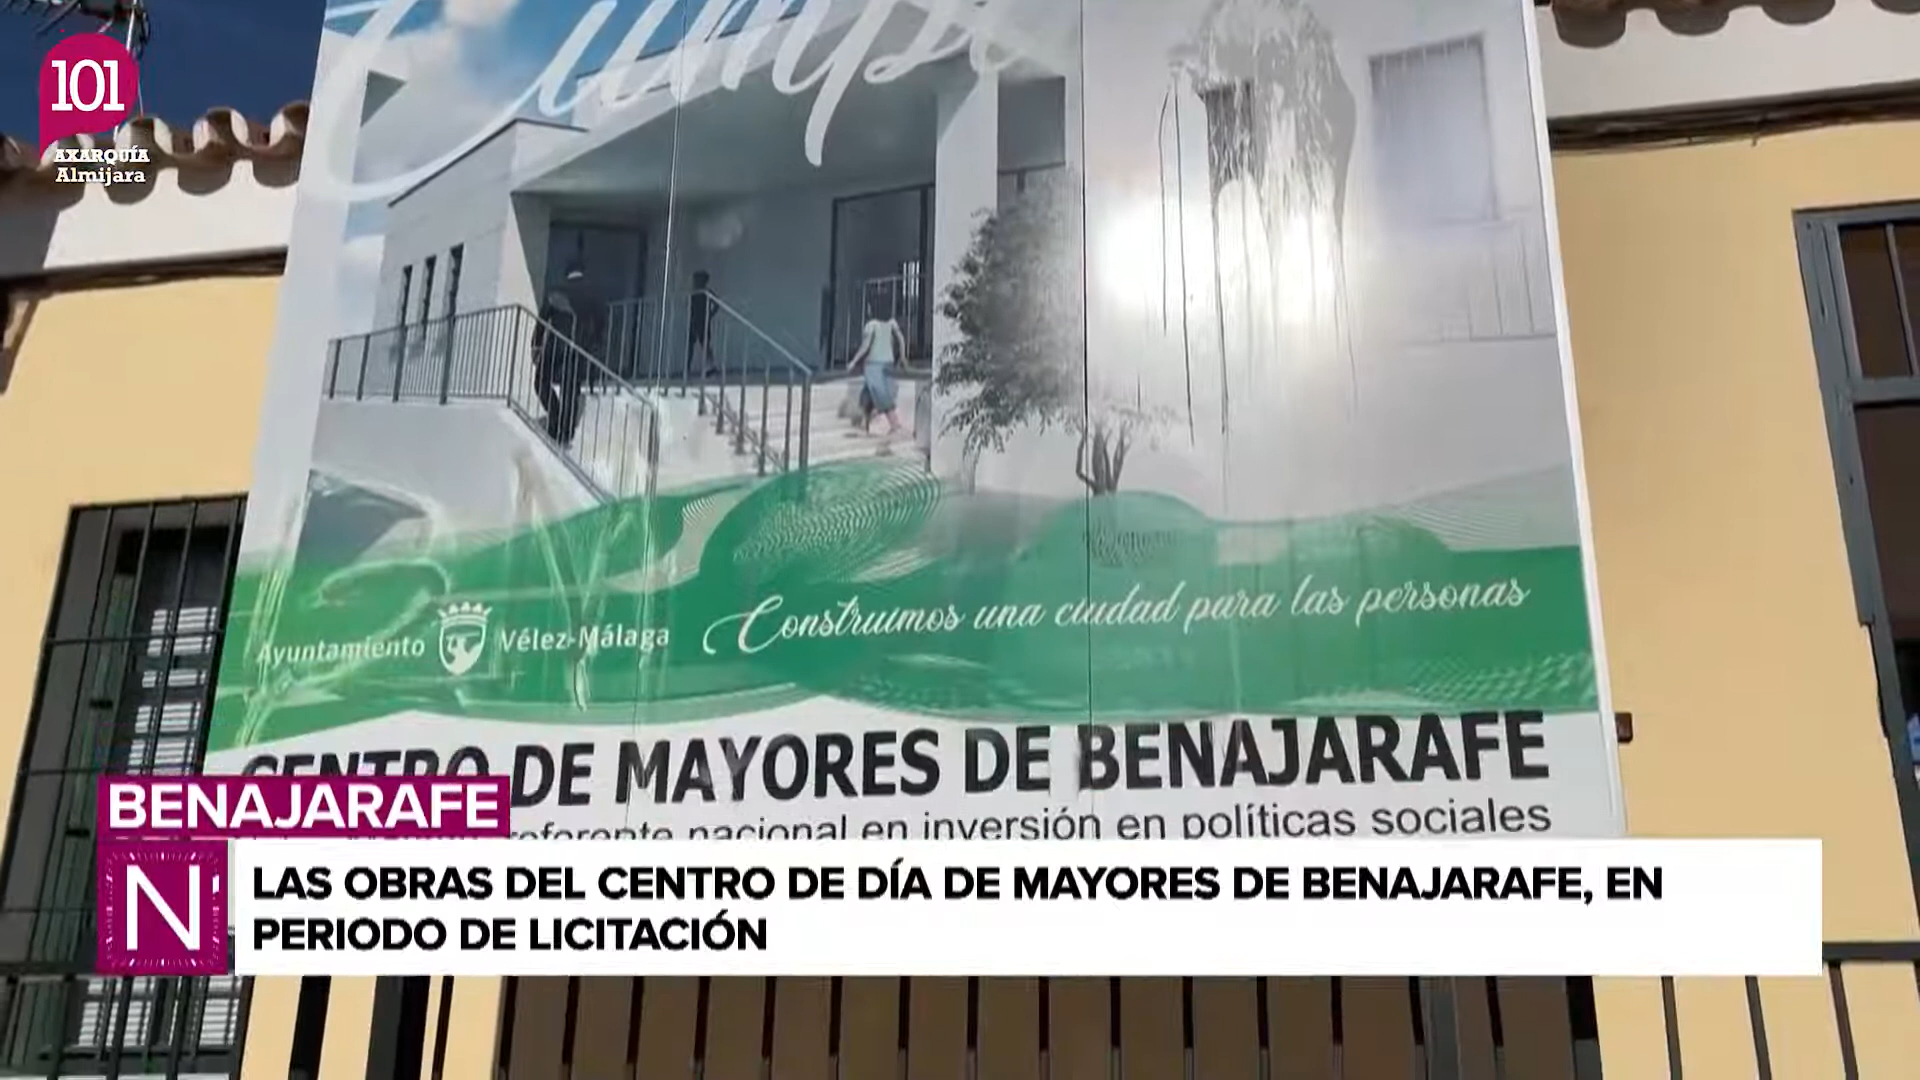 101
AXARQUÍA
Almijara
Ayuntamiento Vélez-Málaga
Construimos una ciudad para las personas
CENTRO DE MAYORES DE BENAJARAFE
referente nacional en inversión en políticas sociales
BENAJARAFE
N
LAS OBRAS DEL CENTRO DE DÍA DE MAYORES DE BENAJARAFE, EN
PERIODO DE LICITACIÓN